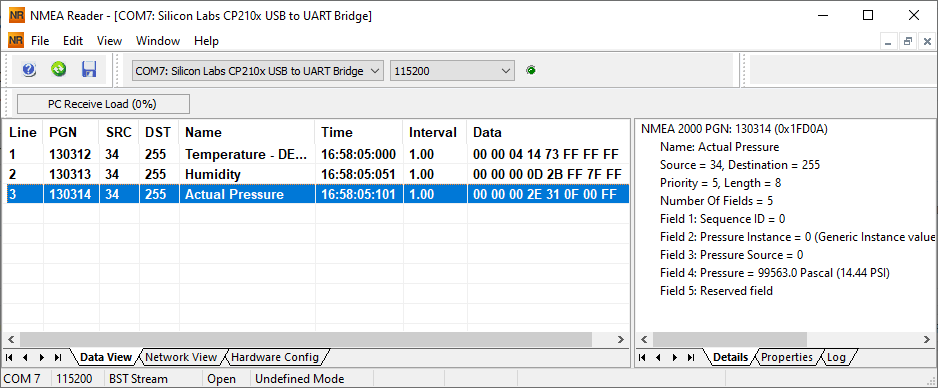 NR NMEA Reader - [COM7: Silicon Labs CP210x USB to UART Bridge]
NR File Edit View Window Help
COM7: Silicon Labs CP210x USB to UART Bridge 115200
PC Receive Load (0%)
Line PGN SRC DST Name Time Interval Data
1 130312 34 255 Temperature - DE... 16:58:05:000 1.00 00 00 04 14 73 FF FF FF
2 130313 34 255 Humidity 16:58:05:051 1.00 00 00 00 0D 2B FF 7F FF
3 130314 34 255 Actual Pressure 16:58:05:101 1.00 00 00 00 2E 31 0F 00 FF
NMEA 2000 PGN: 130314 (0x1FD0A)
Name: Actual Pressure
Source = 34, Destination = 255
Priority = 5, Length = 8
Number Of Fields = 5
Field 1: Sequence ID = 0
Field 2: Pressure Instance = 0 (Generic Instance value
Field 3: Pressure Source = 0
Field 4: Pressure = 99563.0 Pascal (14.44 PSI)
Field 5: Reserved field
Data View Network View Hardware Config
Details Properties Log
COM 7 115200 BST Stream Open Undefined Mode